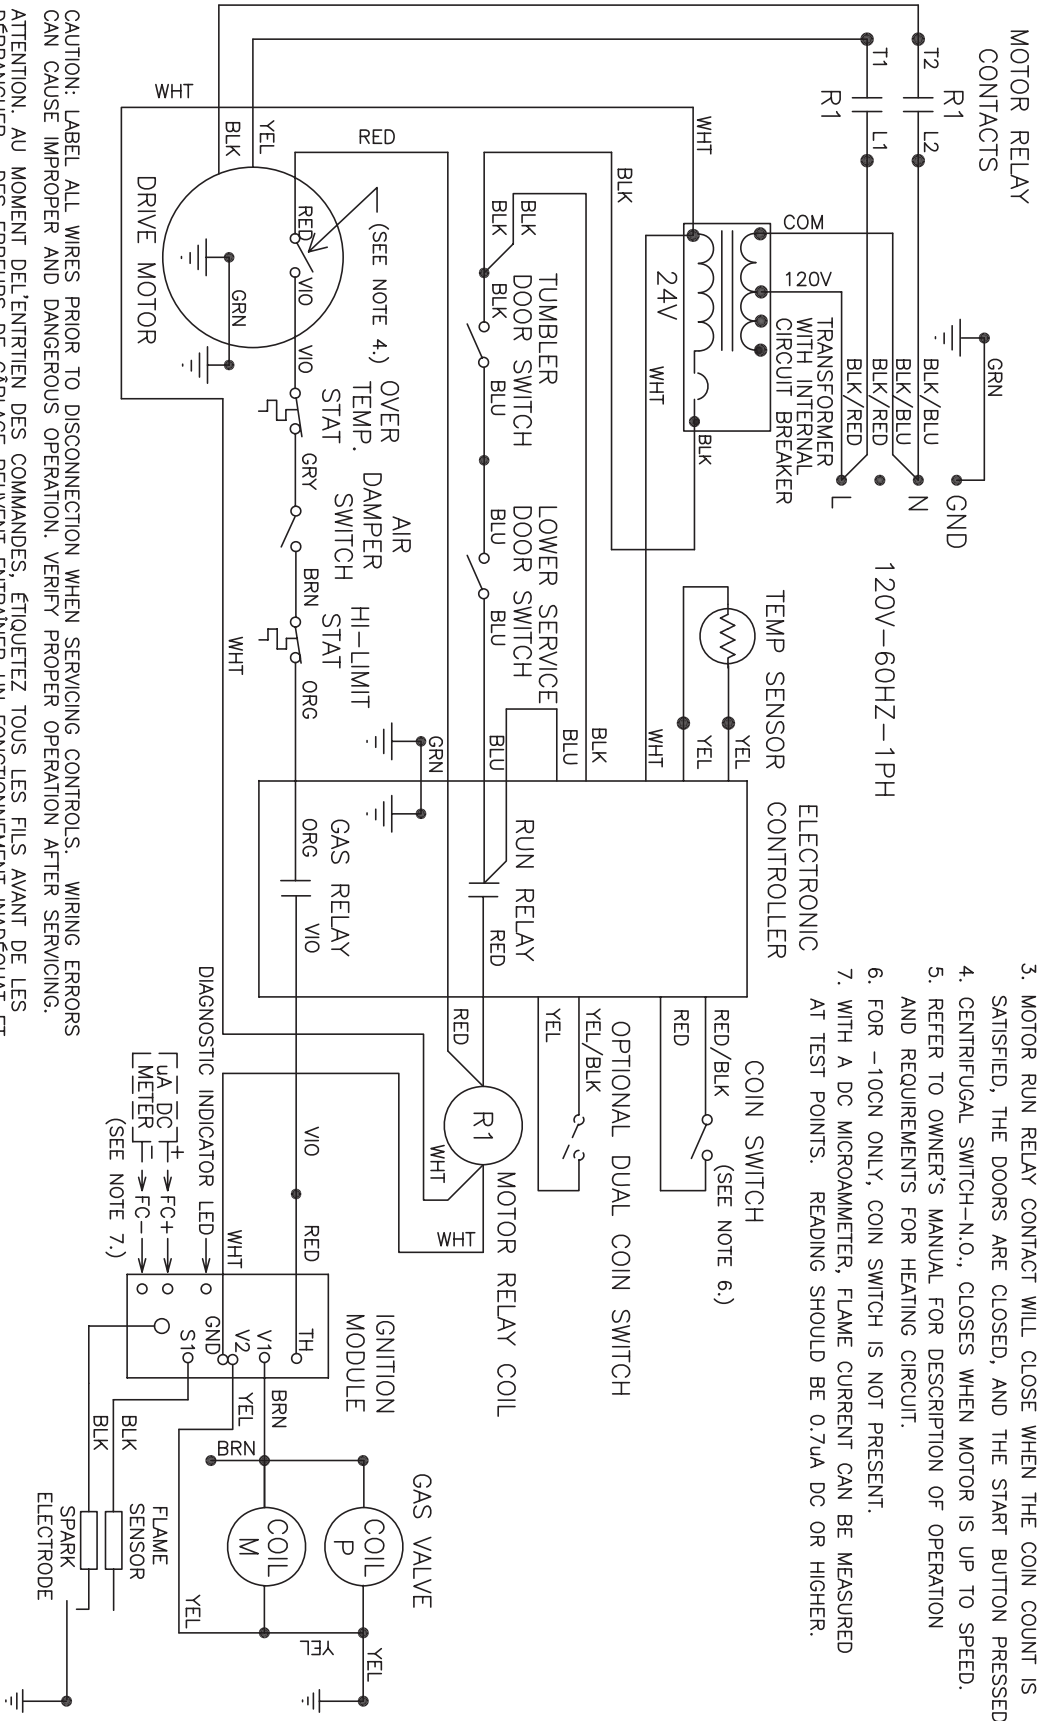 3. MOTOR RUN RELAY CONTACT WILL CLOSE WHEN THE COIN COUNT IS
SATISFIED, THE DOORS ARE CLOSED, AND THE START BUTTON PRESSED
4. CENTRIFUGAL SWITCH-N.O., CLOSES WHEN MOTOR IS UP TO SPEED.
5. REFER TO OWNER'S MANUAL FOR DESCRIPTION OF OPERATION
AND REQUIREMENTS FOR HEATING CIRCUIT.
6. FOR -10CN ONLY, COIN SWITCH IS NOT PRESENT.
7. WITH A DC MICROAMMETER, FLAME CURRENT CAN BE MEASURED
AT TEST POINTS. READING SHOULD BE 0.7uA DC OR HIGHER.
MOTOR RELAY
CONTACTS
T2
R1
L2
T1
R1
L1
GRN
GND
BLK/BLU
BLK/BLU
N
BLK/RED
BLK/RED
L
120V-60HZ-1PH
COM
120V
TRANSFORMER
WITH INTERNAL
CIRCUIT BREAKER
24V
WHT
WHT
BLK
WHT
TEMP SENSOR
YEL
YEL
WHT
BLK
BLU
BLU
ELECTRONIC
CONTROLLER
COIN SWITCH
(SEE NOTE 6.)
RED/BLK
RED
OPTIONAL DUAL COIN SWITCH
YEL/BLK
YEL
BLK
BLK
BLK
BLK
TUMBLER
DOOR SWITCH
BLU
LOWER SERVICE
DOOR SWITCH
BLU
BLU
RUN RELAY
RED
RED
R1
MOTOR RELAY COIL
WHT
WHT
YEL
BLK
RED
DRIVE MOTOR
RED
VIO
(SEE NOTE 4.)
GRN
VIO
OVER
TEMP.
STAT
GRY
AIR
DAMPER
SWITCH
BRN
HI-LIMIT
STAT
ORG
GRN
GAS RELAY
ORG
VIO
VIO
RED
WHT
WHT
DIAGNOSTIC INDICATOR LED
uA DC
METER
+
-
FC+
FC-
(SEE NOTE 7.)
IGNITION
MODULE
TH
V1
V2
GND
S1
BRN
YEL
BRN
GAS VALVE
COIL
P
COIL
M
YEL
YEL
YEL
BLK
BLK
FLAME
SENSOR
SPARK
ELECTRODE
CAUTION: LABEL ALL WIRES PRIOR TO DISCONNECTION WHEN SERVICING CONTROLS. WIRING ERRORS
CAN CAUSE IMPROPER AND DANGEROUS OPERATION. VERIFY PROPER OPERATION AFTER SERVICING.
ATTENTION. AU MOMENT DEL'ENTRTIEN DES COMMANDES, ÉTIQUETEZ TOUS LES FILS AVANT DE LES